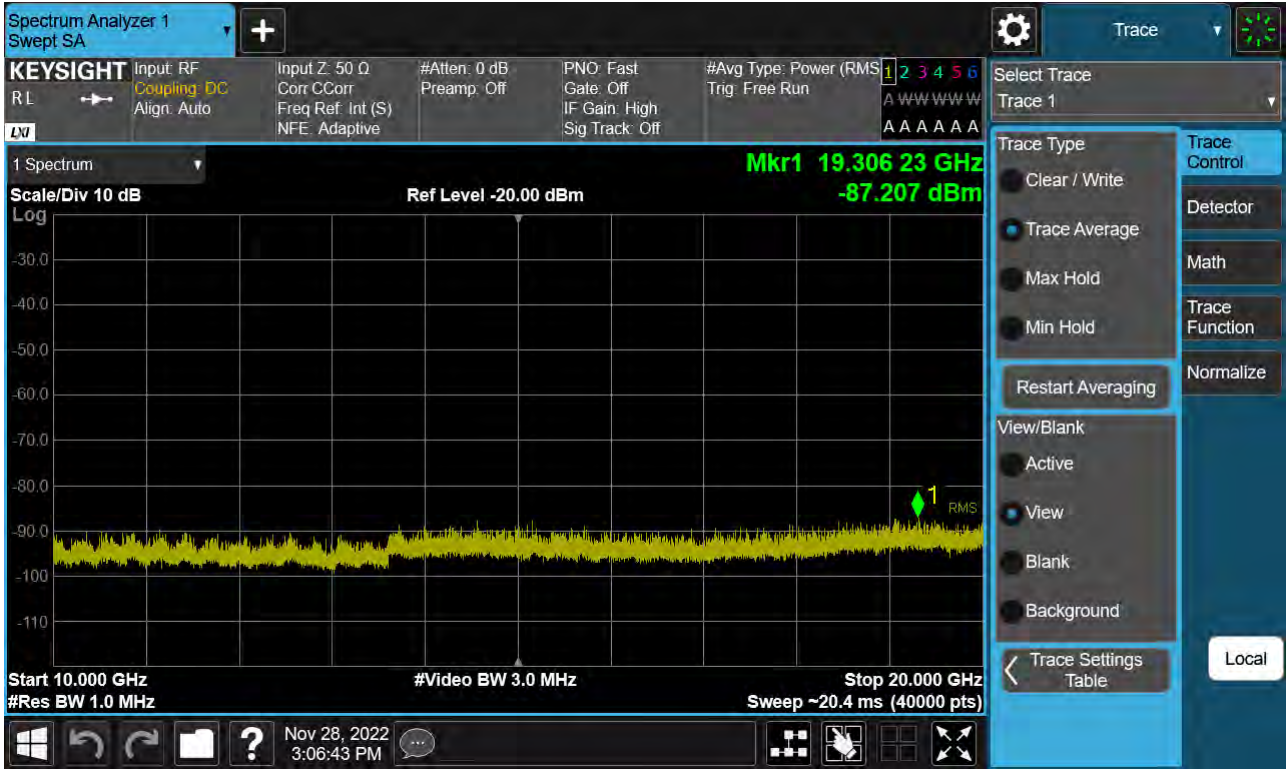 Spectrum Analyzer 1
Swept SA
+
Trace
KEYSIGHT
RL
LXI
Input: RF
Coupling: DC
Align: Auto
Input Z: 50 Ω
Corr CCorr
Freq Ref: Int (S)
NFE: Adaptive
#Atten: 0 dB
Preamp: Off
PNO: Fast
Gate: Off
IF Gain: High
Sig Track: Off
#Avg Type: Power (RMS
Trig: Free Run
1 2 3 4 5 6
A W W W W W
A A A A A A
Select Trace
Trace 1
1 Spectrum
Scale/Div 10 dB
Log
Ref Level -20.00 dBm
Mkr1 19.306 23 GHz
-87.207 dBm
-30.0
-40.0
-50.0
-60.0
-70.0
-80.0
-90.0
-100
-110
1
RMS
Start 10.000 GHz
#Res BW 1.0 MHz
#Video BW 3.0 MHz
Stop 20.000 GHz
Sweep ~20.4 ms (40000 pts)
Trace Type
Clear / Write
Trace Average
Max Hold
Min Hold
Restart Averaging
View/Blank
Active
View
Blank
Background
Trace Settings
Table
Trace
Control
Detector
Math
Trace
Function
Normalize
Local
?
Nov 28, 2022
3:06:43 PM